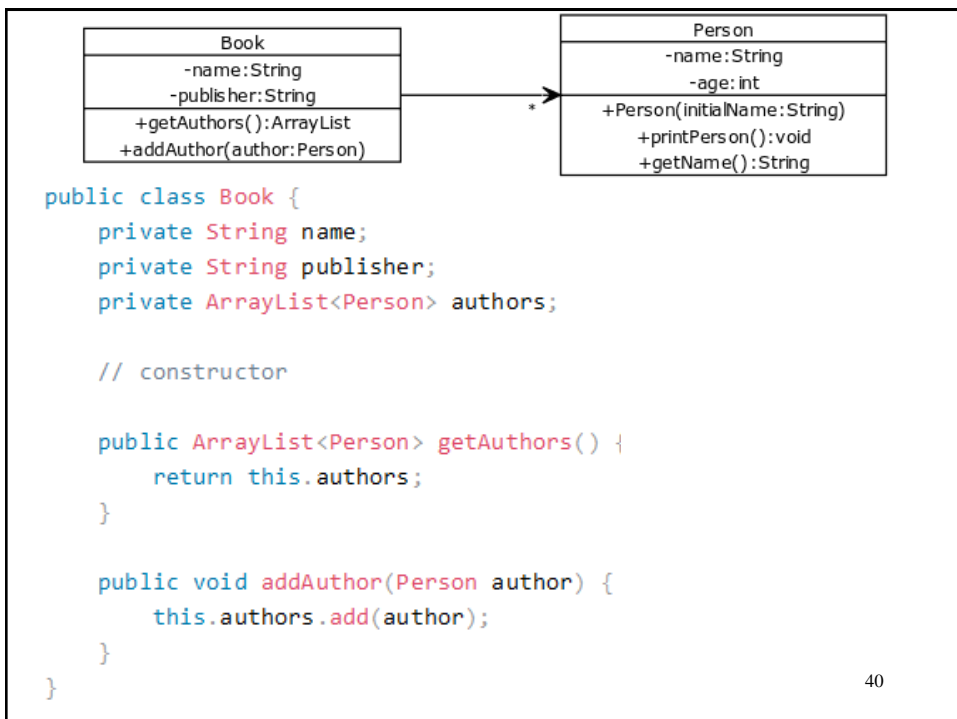 Book
-name:String
-publisher:String
+getAuthors():ArrayList
+addAuthor(author:Person)
*
Person
-name:String
-age:int
+Person(initialName:String)
+printPerson():void
+getName():String
public class Book {
    private String name;
    private String publisher;
    private ArrayList<Person> authors;
    // constructor
    public ArrayList<Person> getAuthors() {
        return this.authors;
    }
    public void addAuthor(Person author) {
        this.authors.add(author);
    }
}
40